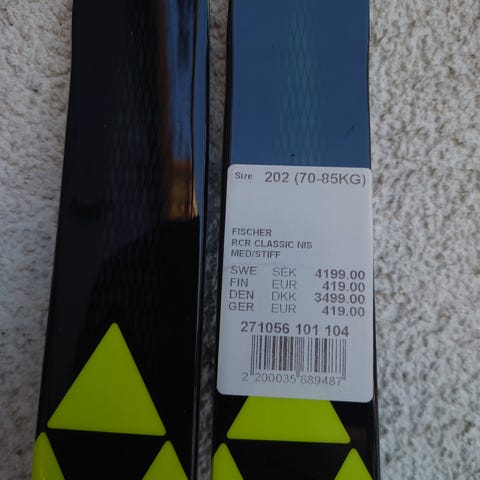 Size 202 (70-85KG)
FISCHER
RCR CLASSIC NIS
MED/STIFF
SWE SEK 4199.00
FIN EUR 419.00
DEN DKK 3499.00
GER EUR 419.00
271056 101 104
2 200035 689487